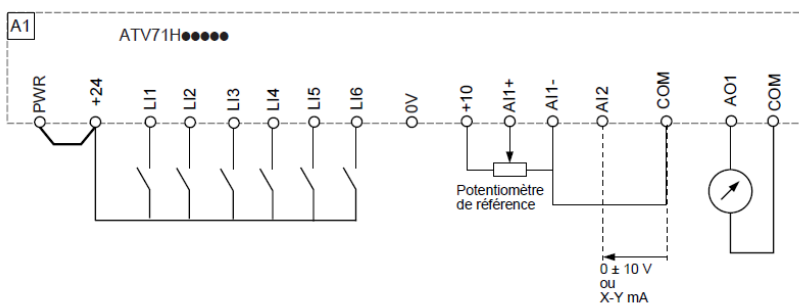 A1
ATV71H●●●●●
PWR
+24
LI1
LI2
LI3
LI4
LI5
LI6
0V
+10
AI1+
AI1-
AI2
COM
AO1
COM
Potentiomètre
de référence
0 ± 10 V
ou
X-Y mA